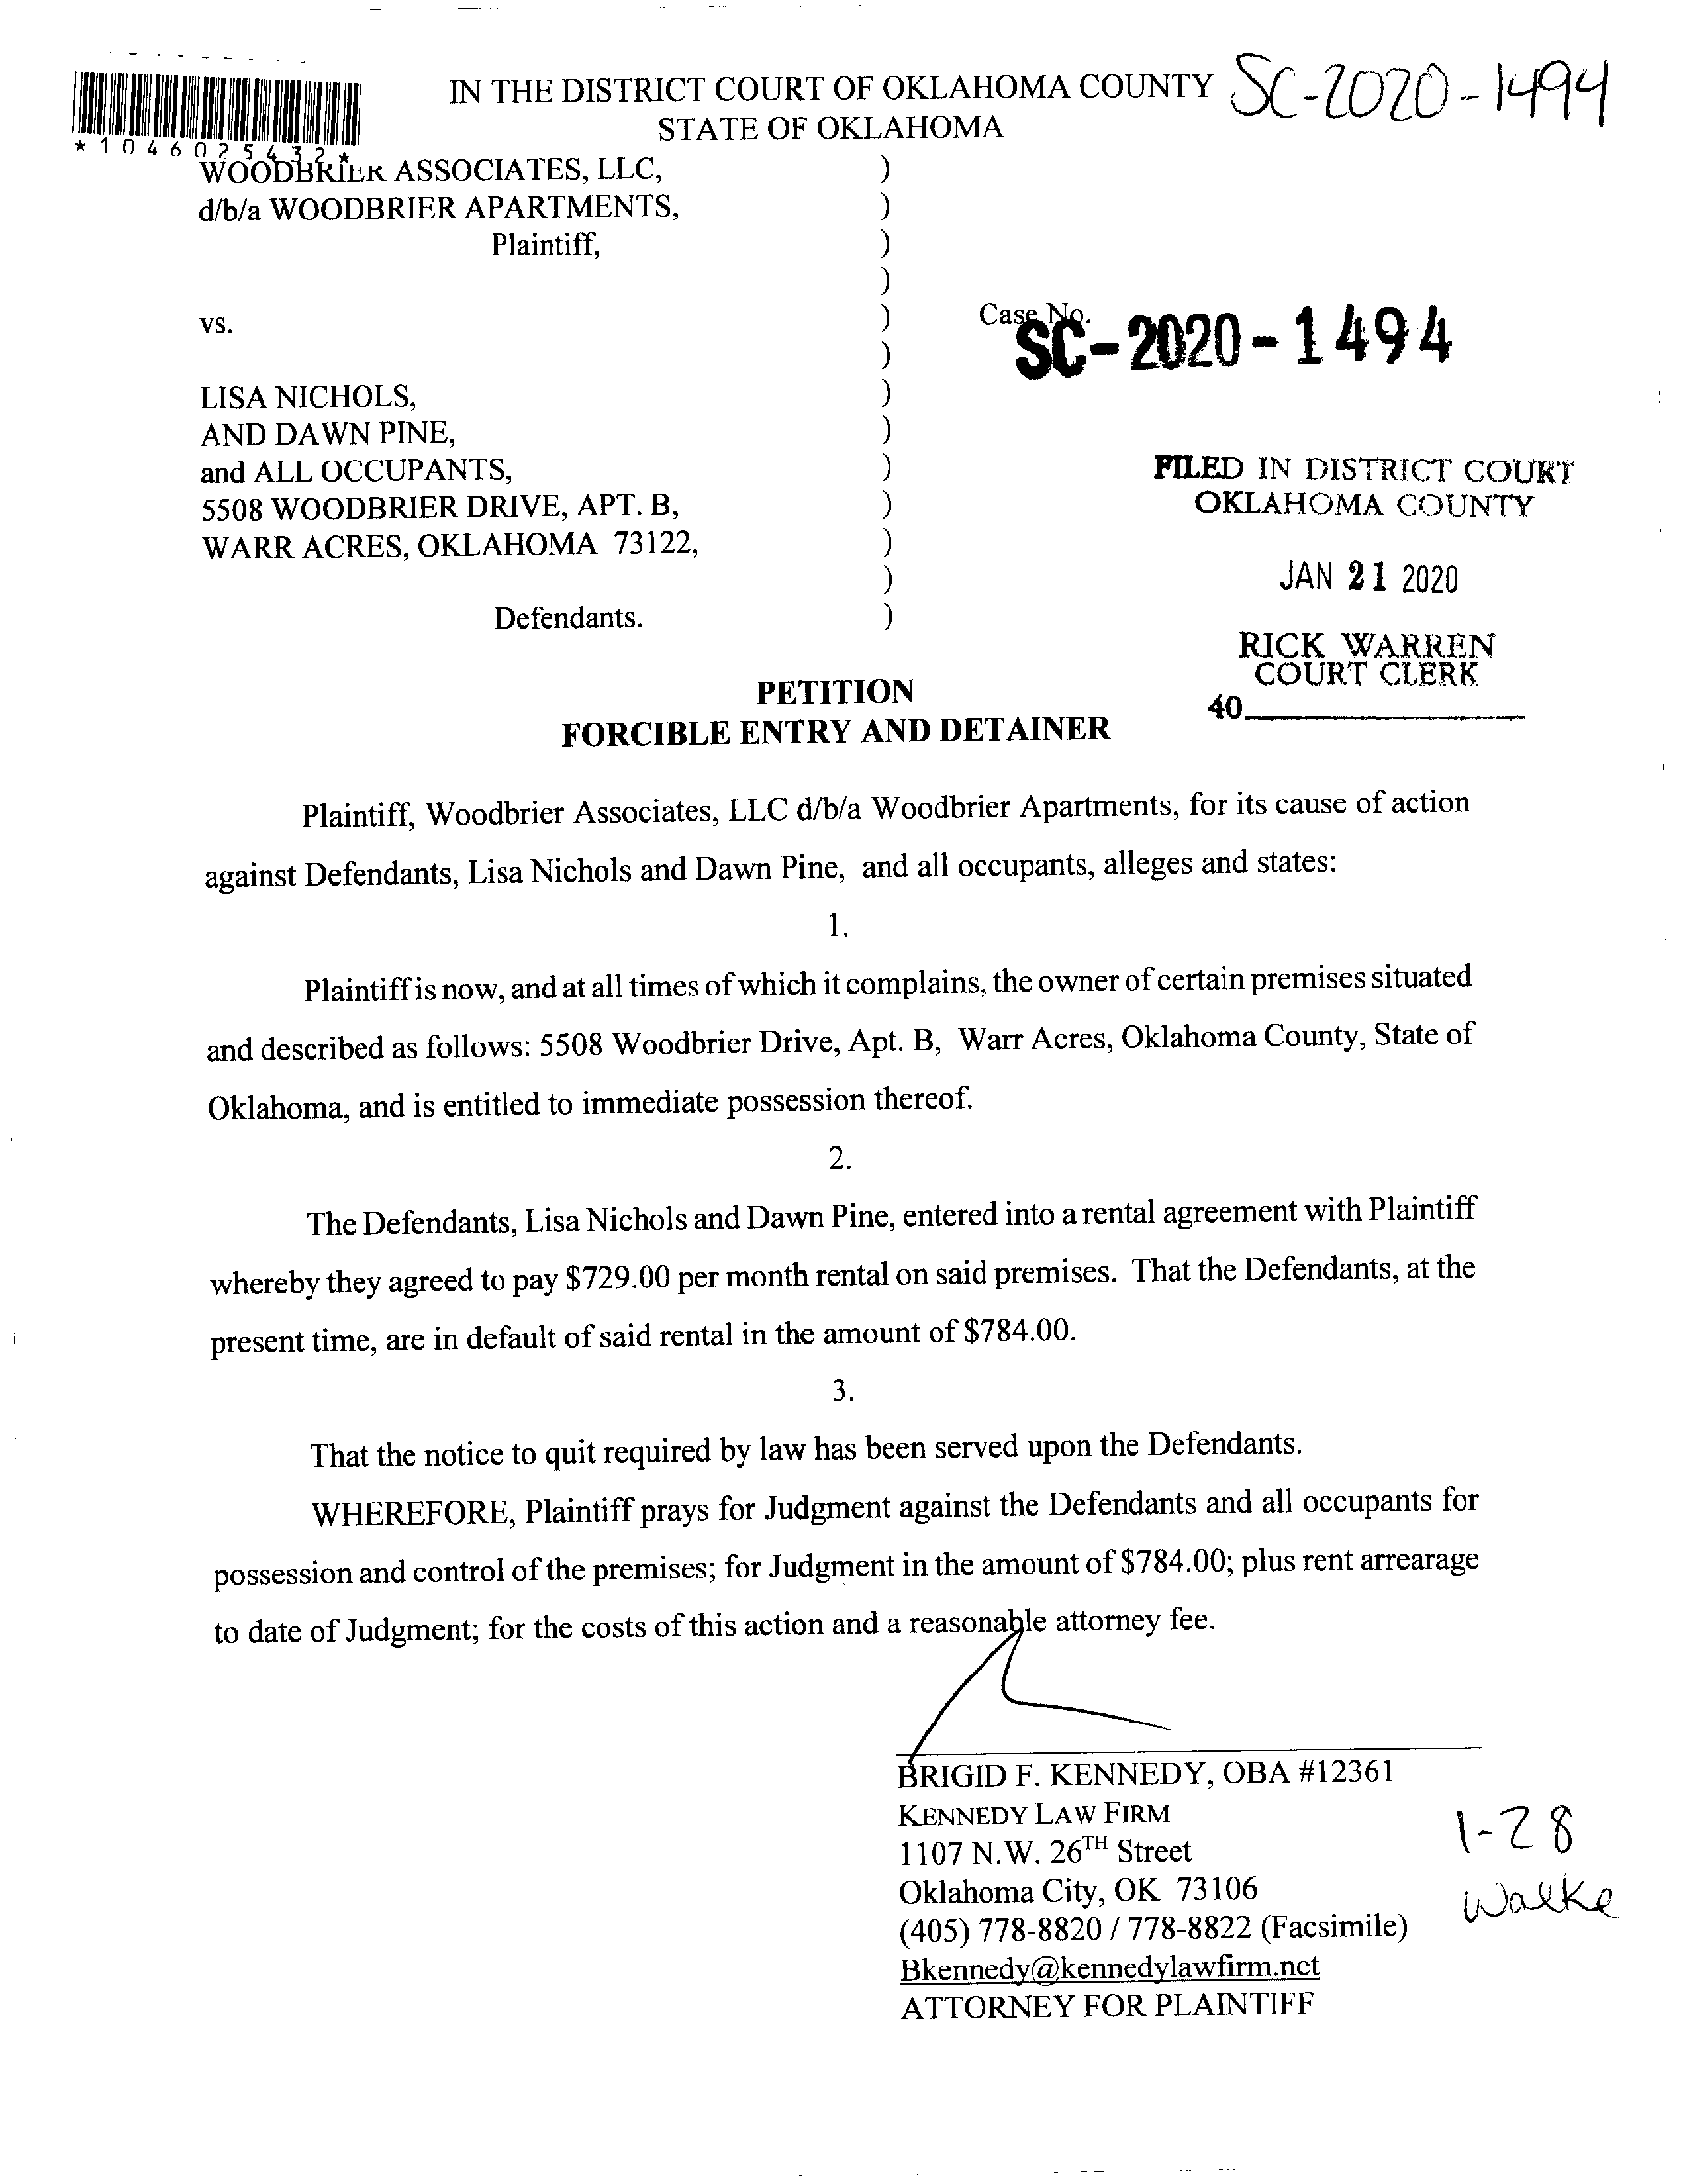 IN THE DISTRICT COURT OF OKLAHOMA COUNTY SC-2020-1494
STATE OF OKLAHOMA
*1046025432*
WOODBRIER ASSOCIATES, LLC, )
d/b/a WOODBRIER APARTMENTS, )
Plaintiff, )
)
vs. ) Case No. SC-2020-1494
)
LISA NICHOLS, )
AND DAWN PINE, )
and ALL OCCUPANTS, ) FILED IN DISTRICT COURT
5508 WOODBRIER DRIVE, APT. B, ) OKLAHOMA COUNTY
WARR ACRES, OKLAHOMA 73122, )
) JAN 21 2020
Defendants. )
RICK WARREN
COURT CLERK
40
PETITION
FORCIBLE ENTRY AND DETAINER
Plaintiff, Woodbrier Associates, LLC d/b/a Woodbrier Apartments, for its cause of action
against Defendants, Lisa Nichols and Dawn Pine, and all occupants, alleges and states:
1.
Plaintiff is now, and at all times of which it complains, the owner of certain premises situated
and described as follows: 5508 Woodbrier Drive, Apt. B, Warr Acres, Oklahoma County, State of
Oklahoma, and is entitled to immediate possession thereof.
2.
The Defendants, Lisa Nichols and Dawn Pine, entered into a rental agreement with Plaintiff
whereby they agreed to pay $729.00 per month rental on said premises. That the Defendants, at the
present time, are in default of said rental in the amount of $784.00.
3.
That the notice to quit required by law has been served upon the Defendants.
WHEREFORE, Plaintiff prays for Judgment against the Defendants and all occupants for
possession and control of the premises; for Judgment in the amount of $784.00; plus rent arrearage
to date of Judgment; for the costs of this action and a reasonable attorney fee.
BRIGID F. KENNEDY, OBA #12361
KENNEDY LAW FIRM
1107 N.W. 26TH Street
Oklahoma City, OK 73106
(405) 778-8820 / 778-8822 (Facsimile)
Bkennedy@kennedylawfirm.net
ATTORNEY FOR PLAINTIFF
1-28
Walke